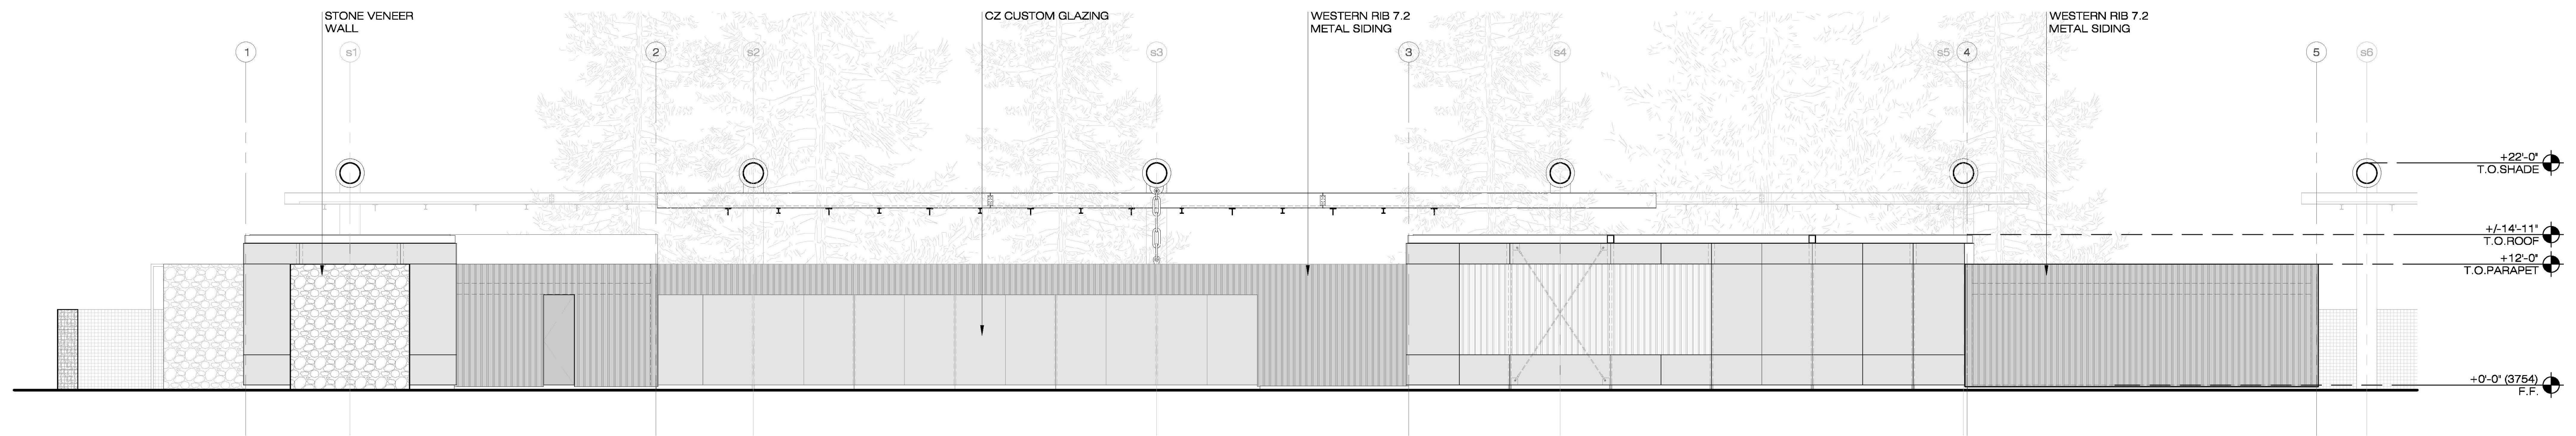 STONE VENEER
WALL
CZ CUSTOM GLAZING
WESTERN RIB 7.2
METAL SIDING
WESTERN RIB 7.2
METAL SIDING
1
s1
2
s2
s3
3
s4
s5
4
5
s6
+22'-0"
T.O.SHADE
+/-14'-11"
T.O.ROOF
+12'-0"
T.O.PARAPET
+0'-0" (3754)
F.F.